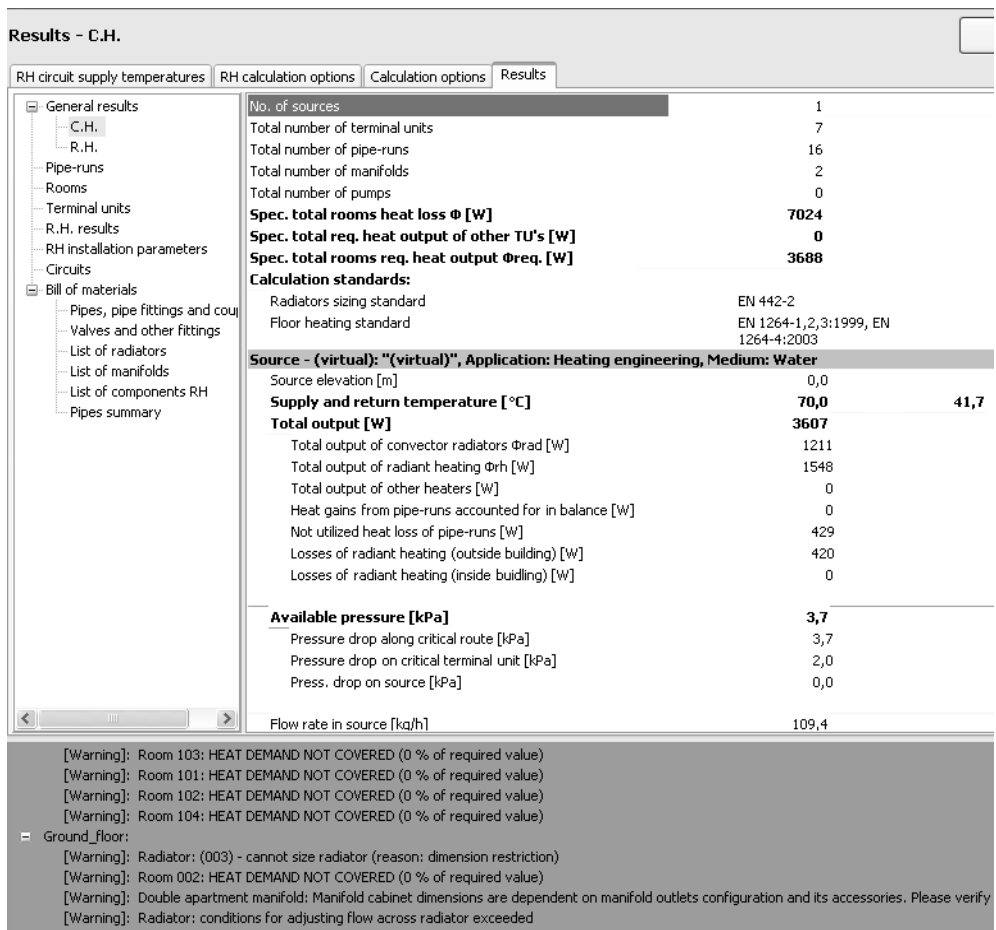 Results - C.H.
RH circuit supply temperatures RH calculation options Calculation options Results
General results
C.H.
R.H.
Pipe-runs
Rooms
Terminal units
R.H. results
RH installation parameters
Circuits
Bill of materials
Pipes, pipe fittings and coup
Valves and other fittings
List of radiators
List of manifolds
List of components RH
Pipes summary
No. of sources 1
Total number of terminal units 7
Total number of pipe-runs 16
Total number of manifolds 2
Total number of pumps 0
Spec. total rooms heat loss Φ [W] 7024
Spec. total req. heat output of other TU's [W] 0
Spec. total rooms req. heat output Φreq. [W] 3688
Calculation standards:
Radiators sizing standard EN 442-2
Floor heating standard EN 1264-1,2,3:1999, EN
1264-4:2003
Source - (virtual): "(virtual)", Application: Heating engineering, Medium: Water
Source elevation [m] 0,0
Supply and return temperature [°C] 70,0 41,7
Total output [W] 3607
Total output of convector radiators Φrad [W] 1211
Total output of radiant heating Φrh [W] 1548
Total output of other heaters [W] 0
Heat gains from pipe-runs accounted for in balance [W] 0
Not utilized heat loss of pipe-runs [W] 429
Losses of radiant heating (outside building) [W] 420
Losses of radiant heating (inside buidling) [W] 0
Available pressure [kPa] 3,7
Pressure drop along critical route [kPa] 3,7
Pressure drop on critical terminal unit [kPa] 2,0
Press. drop on source [kPa] 0,0
Flow rate in source [kg/h] 109,4
[Warning]: Room 103: HEAT DEMAND NOT COVERED (0 % of required value)
[Warning]: Room 101: HEAT DEMAND NOT COVERED (0 % of required value)
[Warning]: Room 102: HEAT DEMAND NOT COVERED (0 % of required value)
[Warning]: Room 104: HEAT DEMAND NOT COVERED (0 % of required value)
Ground_floor:
[Warning]: Radiator: (003) - cannot size radiator (reason: dimension restriction)
[Warning]: Room 002: HEAT DEMAND NOT COVERED (0 % of required value)
[Warning]: Double apartment manifold: Manifold cabinet dimensions are dependent on manifold outlets configuration and its accessories. Please verify
[Warning]: Radiator: conditions for adjusting flow across radiator exceeded